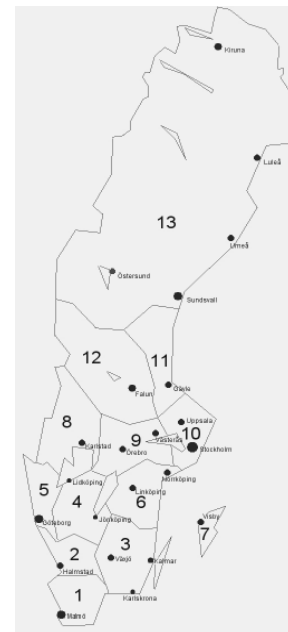 Kiruna
Luleå
13
Umeå
Östersund
Sundsvall
12
11
Falun
Gävle
8
Uppsala
9
Västerås
10
Karlstad
Örebro
Stockholm
Lidköping
Norrköping
5
4
Linköping
6
Göteborg
Jönköping
Visby
7
2
3
Växjö
Kalmar
Halmstad
1
Karlskrona
Malmö